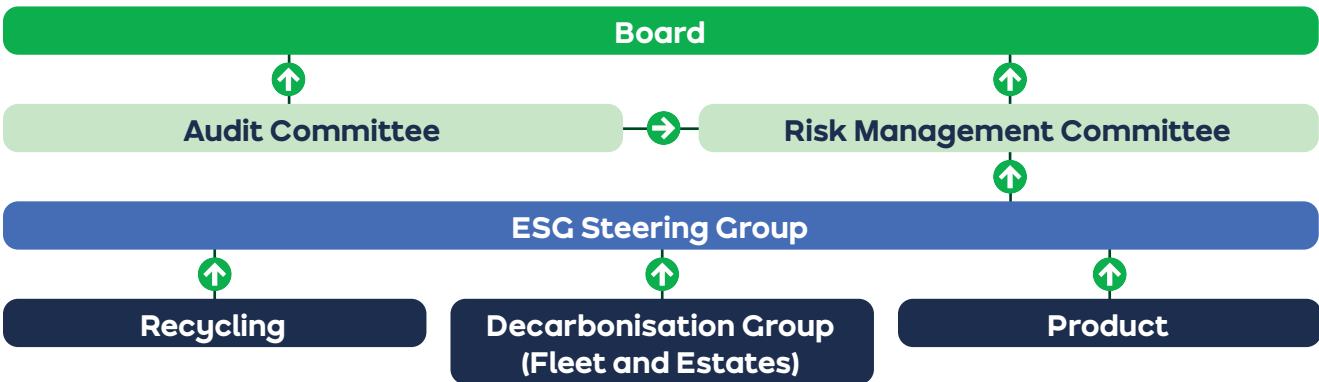 Board
Audit Committee
Risk Management Committee
ESG Steering Group
Recycling
Decarbonisation Group
(Fleet and Estates)
Product